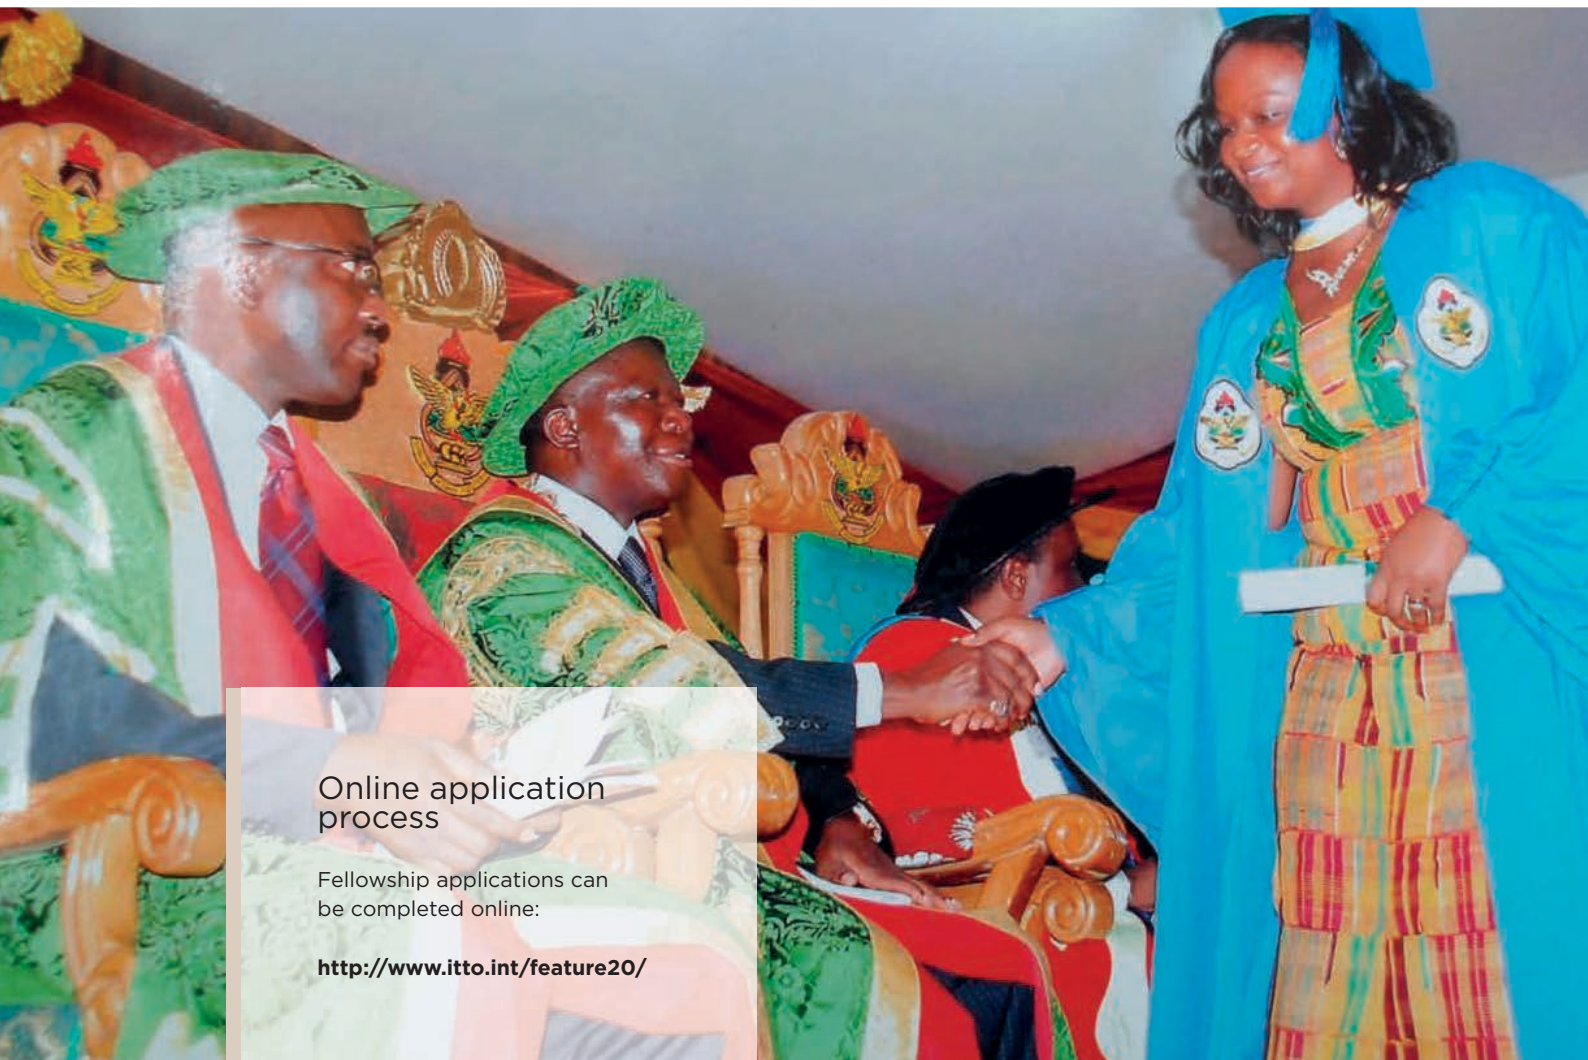 Online application
process
Fellowship applications can
be completed online:
http://www.itto.int/feature20/